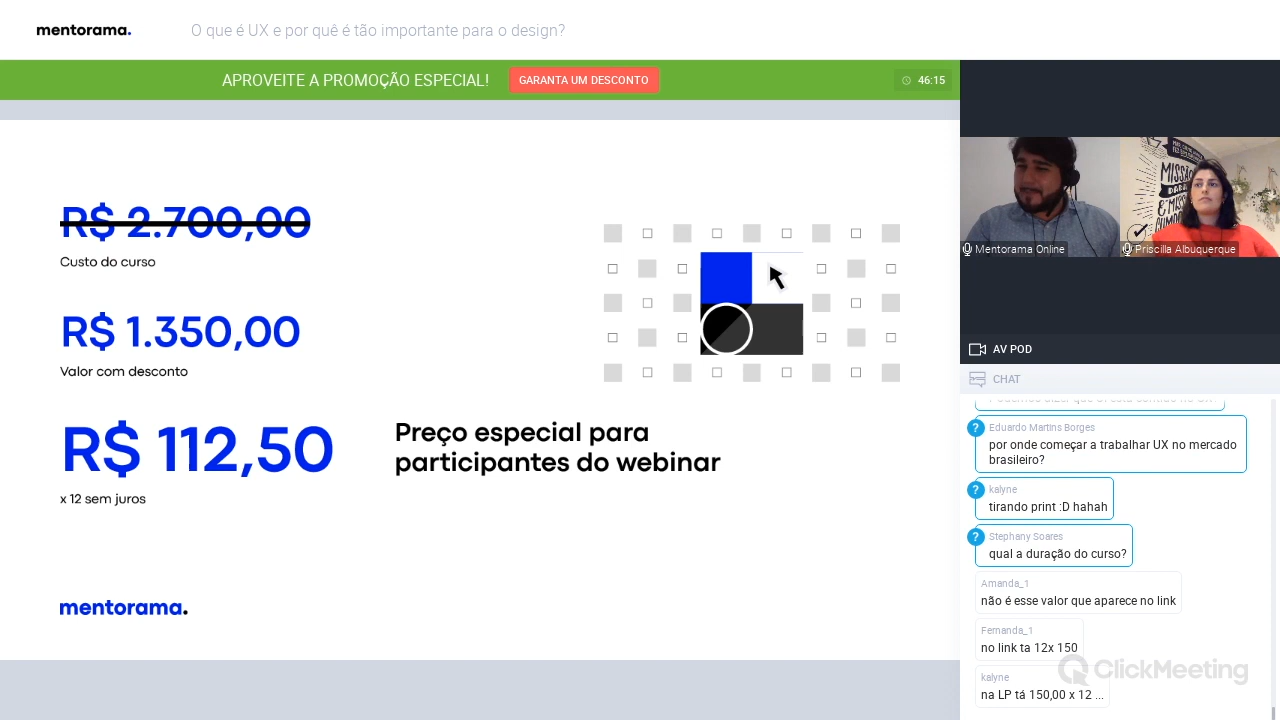 mentorama.
O que é UX e por quê é tão importante para o design?
APROVEITE A PROMOÇÃO ESPECIAL!
GARANTA UM DESCONTO
46:15
R$ 2.700,00
Custo do curso
R$ 1.350,00
Valor com desconto
R$ 112,50
x 12 sem juros
Preço especial para
participantes do webinar
mentorama.
MISSÃO
Mentorama Online
Priscilla Albuquerque
AV POD
CHAT
Eduardo Martins Borges
por onde começar a trabalhar UX no mercado
brasileiro?
kalyne
tirando print :D hahah
Stephany Soares
qual a duração do curso?
Amanda_1
não é esse valor que aparece no link
Fernanda_1
no link ta 12x 150
kalyne
na LP tá 150,00 x 12 ...
ClickMeeting